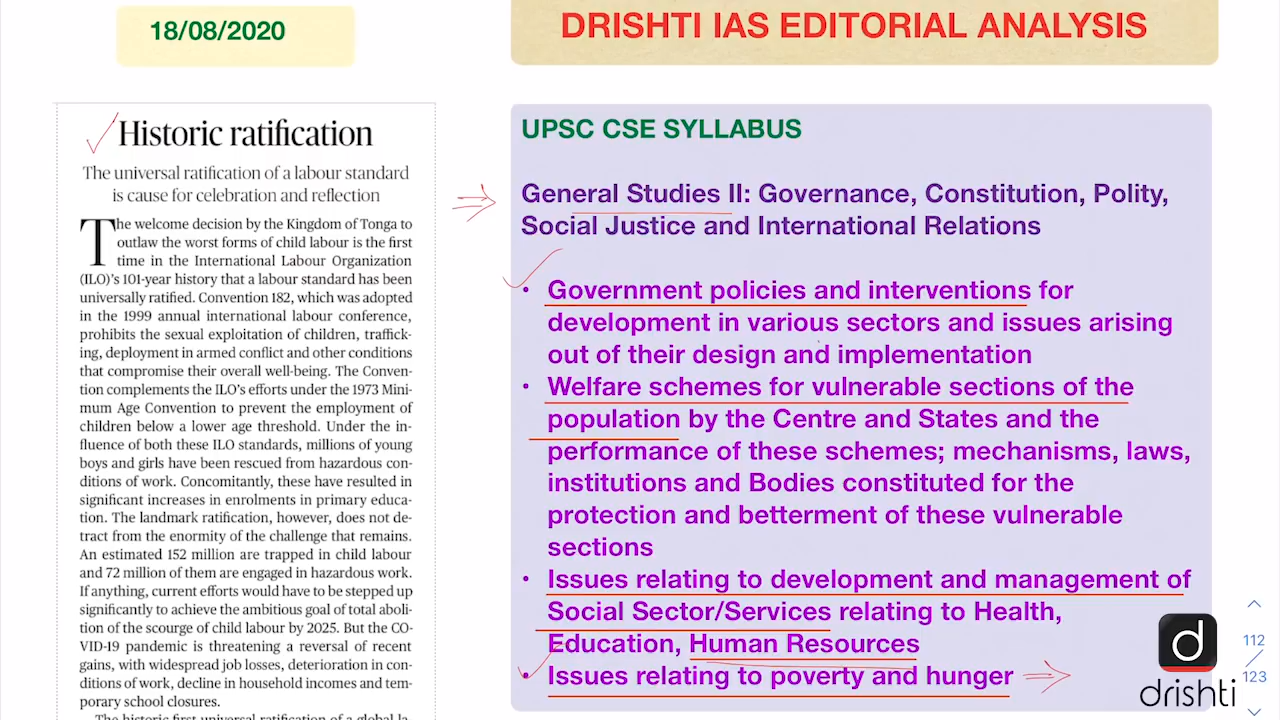 18/08/2020
DRISHTI IAS EDITORIAL ANALYSIS
Historic ratification
The universal ratification of a labour standard
is cause for celebration and reflection
The welcome decision by the Kingdom of Tonga to
outlaw the worst forms of child labour is the first
time in the International Labour Organization
(ILO)'s 101-year history that a labour standard has been
universally ratified. Convention 182, which was adopted
in the 1999 annual international labour conference,
prohibits the sexual exploitation of children, traffick-
ing, deployment in armed conflict and other conditions
that compromise their overall well-being. The Conven-
tion complements the ILO's efforts under the 1973 Mini-
mum Age Convention to prevent the employment of
children below a lower age threshold. Under the in-
fluence of both these ILO standards, millions of young
boys and girls have been rescued from hazardous con-
ditions of work. Concomitantly, these have resulted in
significant increases in enrolments in primary educa-
tion. The landmark ratification, however, does not de-
tract from the enormity of the challenge that remains.
An estimated 152 million are trapped in child labour
and 72 million of them are engaged in hazardous work.
If anything, current efforts would have to be stepped up
significantly to achieve the ambitious goal of total aboli-
tion of the scourge of child labour by 2025. But the CO-
VID-19 pandemic is threatening a reversal of recent
gains, with widespread job losses, deterioration in con-
ditions of work, decline in household incomes and tem-
porary school closures.
The historic first universal ratification of a global la-
UPSC CSE SYLLABUS
General Studies II: Governance, Constitution, Polity,
Social Justice and International Relations
• Government policies and interventions for
development in various sectors and issues arising
out of their design and implementation
• Welfare schemes for vulnerable sections of the
population by the Centre and States and the
performance of these schemes; mechanisms, laws,
institutions and Bodies constituted for the
protection and betterment of these vulnerable
sections
• Issues relating to development and management of
Social Sector/Services relating to Health,
Education, Human Resources
• Issues relating to poverty and hunger
d
drishti
112
123